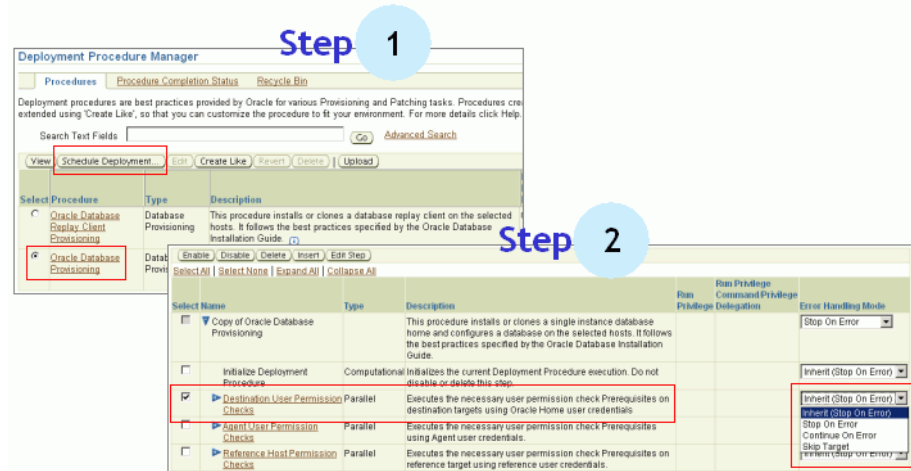 Step 1
Deployment Procedure Manager
Procedures Procedure Completion Status Recycle Bin
Deployment procedures are best practices provided by Oracle for various Provisioning and Patching tasks. Procedures cre
extended using 'Create Like', so that you can customize the procedure to fit your environment. For more details click Help.
Search Text Fields Go Advanced Search
View Schedule Deployment... Edit Create Like Revert Delete | Upload
Select Procedure Type Description
Oracle Database Replay Client Provisioning
Database Provisioning
This procedure installs or clones a database replay client on the selected
hosts. It follows the best practices specified by the Oracle Database
Installation Guide.
Oracle Database Provisioning
Step 2
Enable Disable Delete Insert Edit Step
Select All | Select None | Expand All | Collapse All
Select Name Type Description Run Privilege Run Privilege Command/Privilege Delegation Error Handling Mode
Copy of Oracle Database Provisioning
This procedure installs or clones a single instance database
home and configures a database on the selected hosts. It follows
the best practices specified by the Oracle Database Installation
Guide.
Stop On Error
Initialize Deployment Procedure
Computational
Initializes the current Deployment Procedure execution. Do not
disable or delete this step.
Inherit (Stop On Error)
Destination User Permission Checks
Parallel
Executes the necessary user permission check Prerequisites on
destination targets using Oracle Home user credentials
Inherit (Stop On Error)
Inherit (Stop On Error)
Stop On Error
Continue On Error
Skip Target
Agent User Permission Checks
Parallel
Executes the necessary user permission check Prerequisites
using Agent user credentials.
Reference Host Permission Checks
Parallel
Executes the necessary user permission check Prerequisites on
reference target using reference user credentials.
Inherit (Stop On Error)